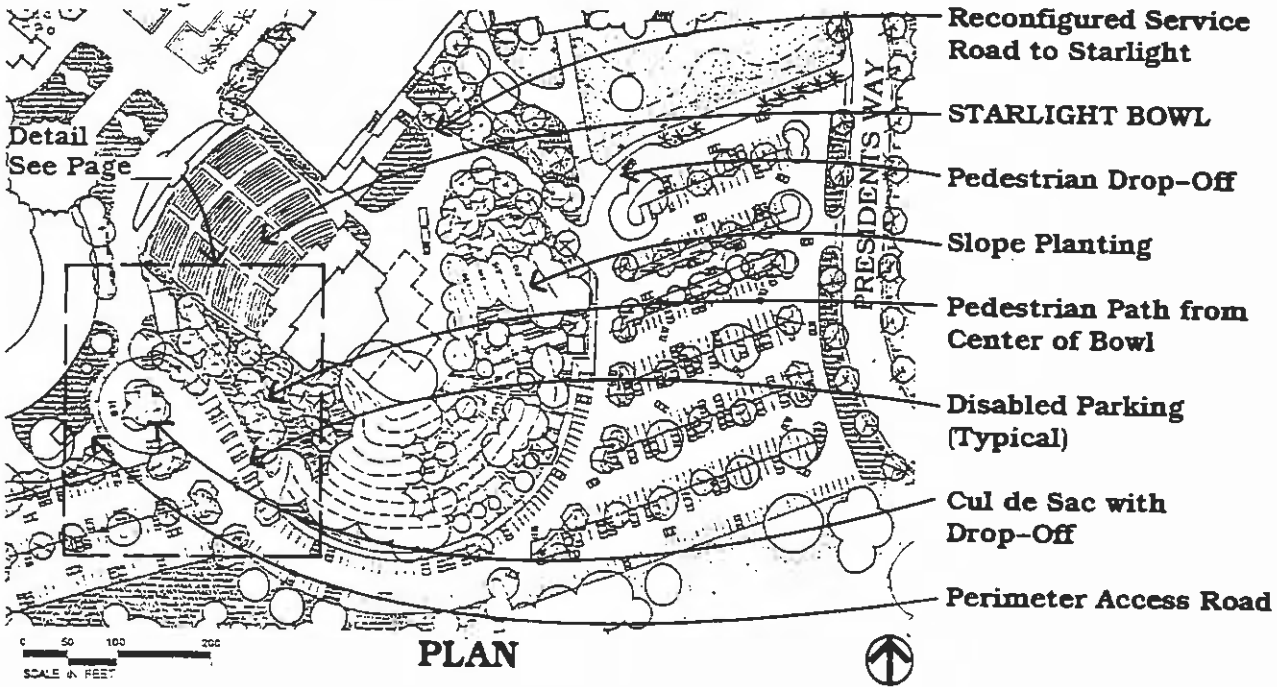 Reconfigured Service
Road to Starlight
STARLIGHT BOWL
Pedestrian Drop-Off
Slope Planting
Pedestrian Path from
Center of Bowl
Disabled Parking
(Typical)
Cul de Sac with
Drop-Off
Perimeter Access Road
Detail
See Page
PRESIDENTS WAY
0 50 100 200
SCALE IN FEET
PLAN